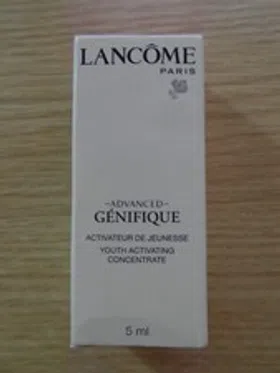 LANCÔME
PARIS
-ADVANCED-
GÉNIFIQUE
ACTIVATEUR DE JEUNESSE
YOUTH ACTIVATING
CONCENTRATE
5 ml